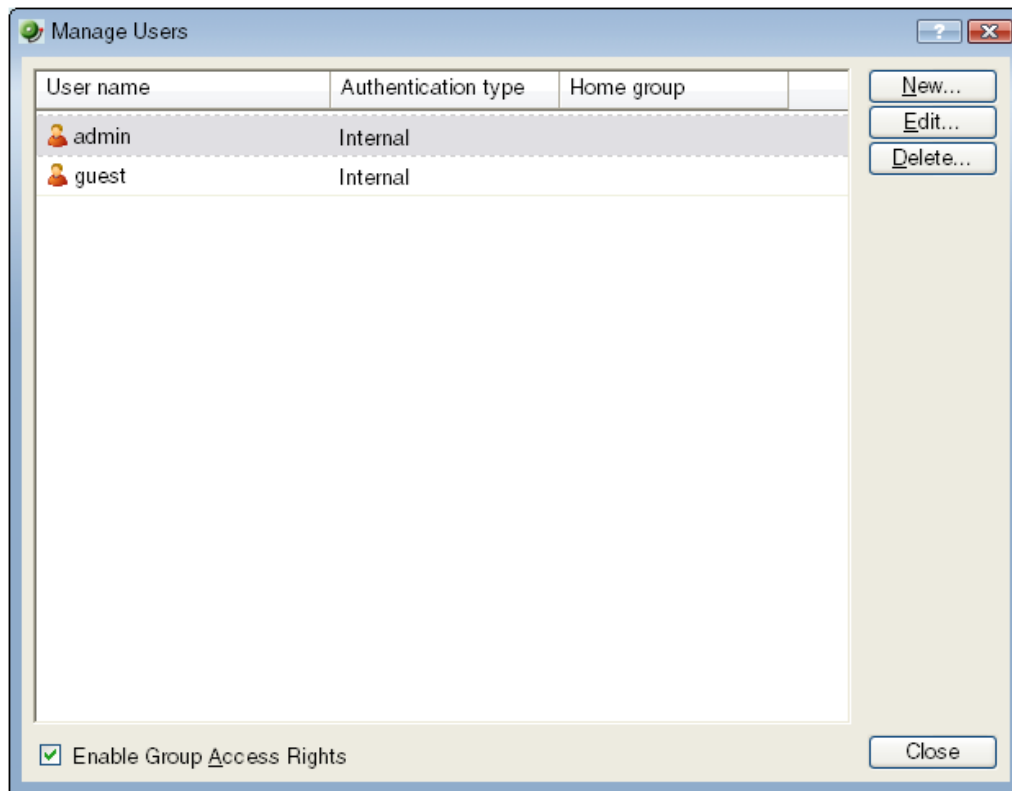 Manage Users
?
User name Authentication type Home group
New...
Edit...
Delete...
admin Internal
guest Internal
Enable Group Access Rights
Close